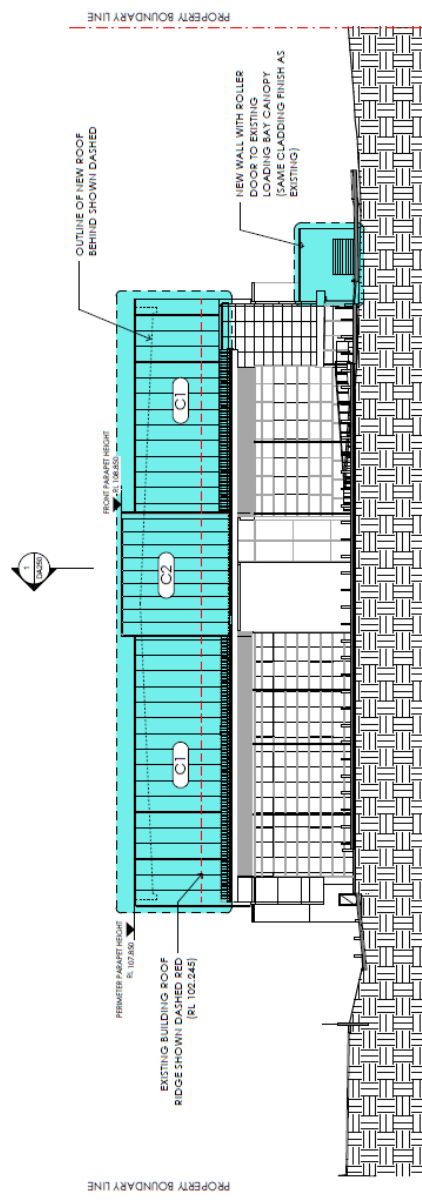 PROPERTY BOUNDARY LINE
PERIMETER PARAPET HEIGHT
RL 107.850
EXISTING BUILDING ROOF
RIDGE SHOWN DASHED RED
(RL 102.245)
C1
1
DA250
C2
FRONT PARAPET HEIGHT
RL 108.850
C1
OUTLINE OF NEW ROOF
BEHIND SHOWN DASHED
NEW WALL WITH ROLLER
DOOR TO EXISTING
LOADING BAY CANOPY
(SAME CLADDING FINISH AS
EXISTING)
PROPERTY BOUNDARY LINE